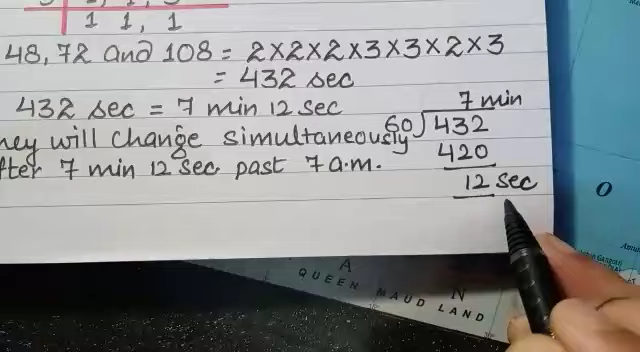 1 1, 1
48, 72 and 108 = 2×2×2×3×3×2×3
= 432 sec
432 sec = 7 min 12 sec
hey will change simultaneously
fter 7 min 12 sec past 7 a.m.
7 min
60)432
420
12 sec
O
A
QUEEN MAUD LAND
N